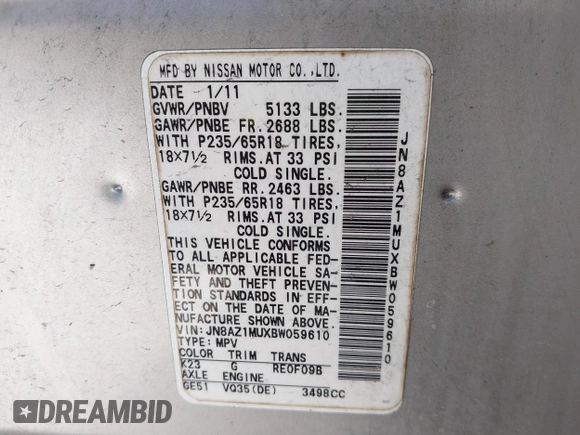 MFD BY NISSAN MOTOR CO.,LTD.
DATE 1/11
GVWR/PNBV 5133 LBS.
GAWR/PNBE FR. 2688 LBS.
WITH P235/65R18 TIRES,
18X7½ RIMS.AT 33 PSI
COLD SINGLE.
GAWR/PNBE RR. 2463 LBS.
WITH P235/65R18 TIRES,
18X7½ RIMS.AT 33 PSI
COLD SINGLE.
THIS VEHICLE CONFORMS
TO ALL APPLICABLE FED-
ERAL MOTOR VEHICLE SA-
FETY AND THEFT PREVEN-
TION STANDARDS IN EFF-
ECT ON THE DATE OF MA-
NUFACTURE SHOWN ABOVE.
VIN: JN8AZ1MUXBW059610
TYPE: MPV
COLOR TRIM TRANS
K23 G RE0F09B
AXLE ENGINE
GE51 VQ35(DE) 3498CC
JN8AZ1MUXBW059610
DREAMBID
DREAMBID